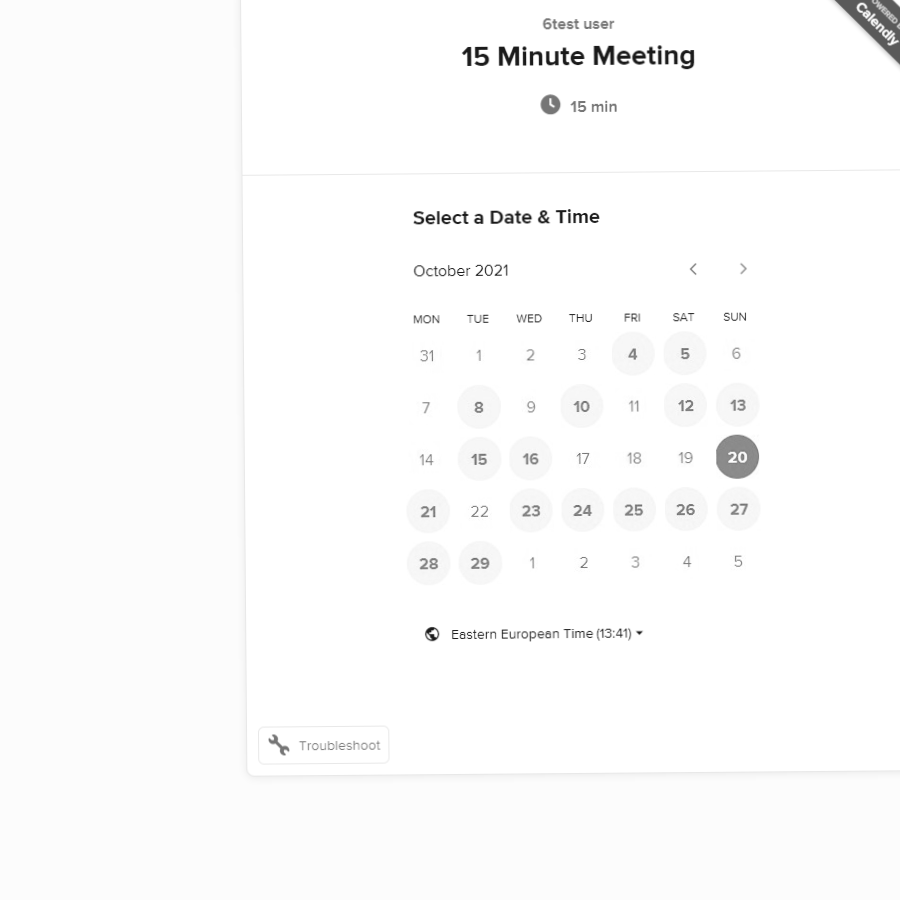 6test user
15 Minute Meeting
15 min
Calendly
Select a Date & Time
October 2021
MON TUE WED THU FRI SAT SUN
31 1 2 3 4 5 6
7 8 9 10 11 12 13
14 15 16 17 18 19 20
21 22 23 24 25 26 27
28 29 1 2 3 4 5
Eastern European Time (13:41)
Troubleshoot